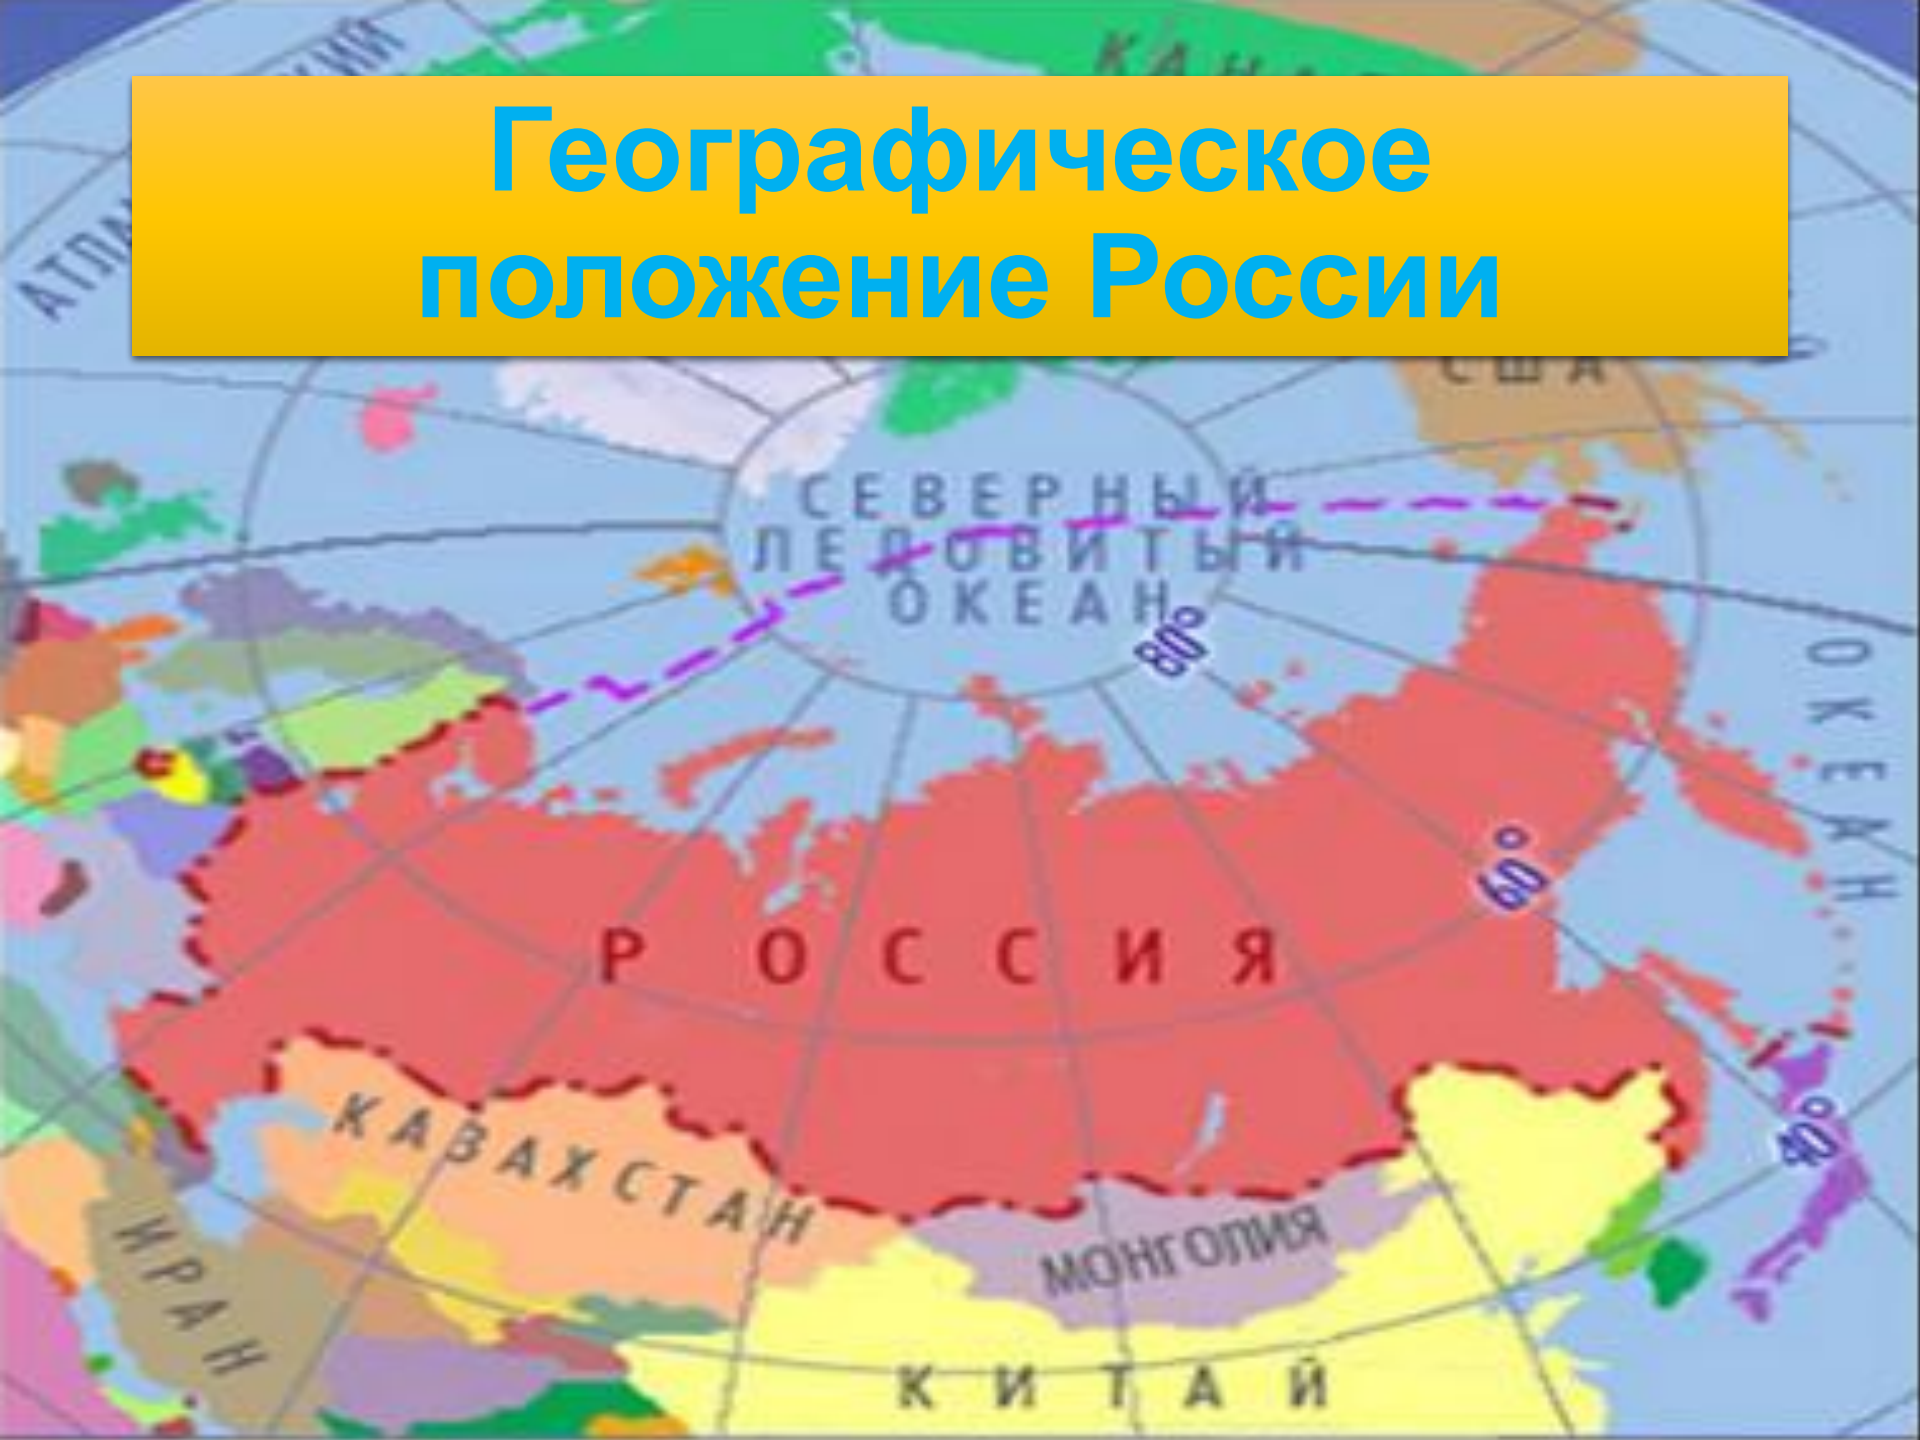 Географическое
положение России
США
СЕВЕРНЫЙ
ЛЕДОВИТЫЙ
ОКЕАН
80°
ОКЕАН
60°
РОССИЯ
40°
КАЗАХСТАН
МОНГОЛИЯ
ИРАН
КИТАЙ